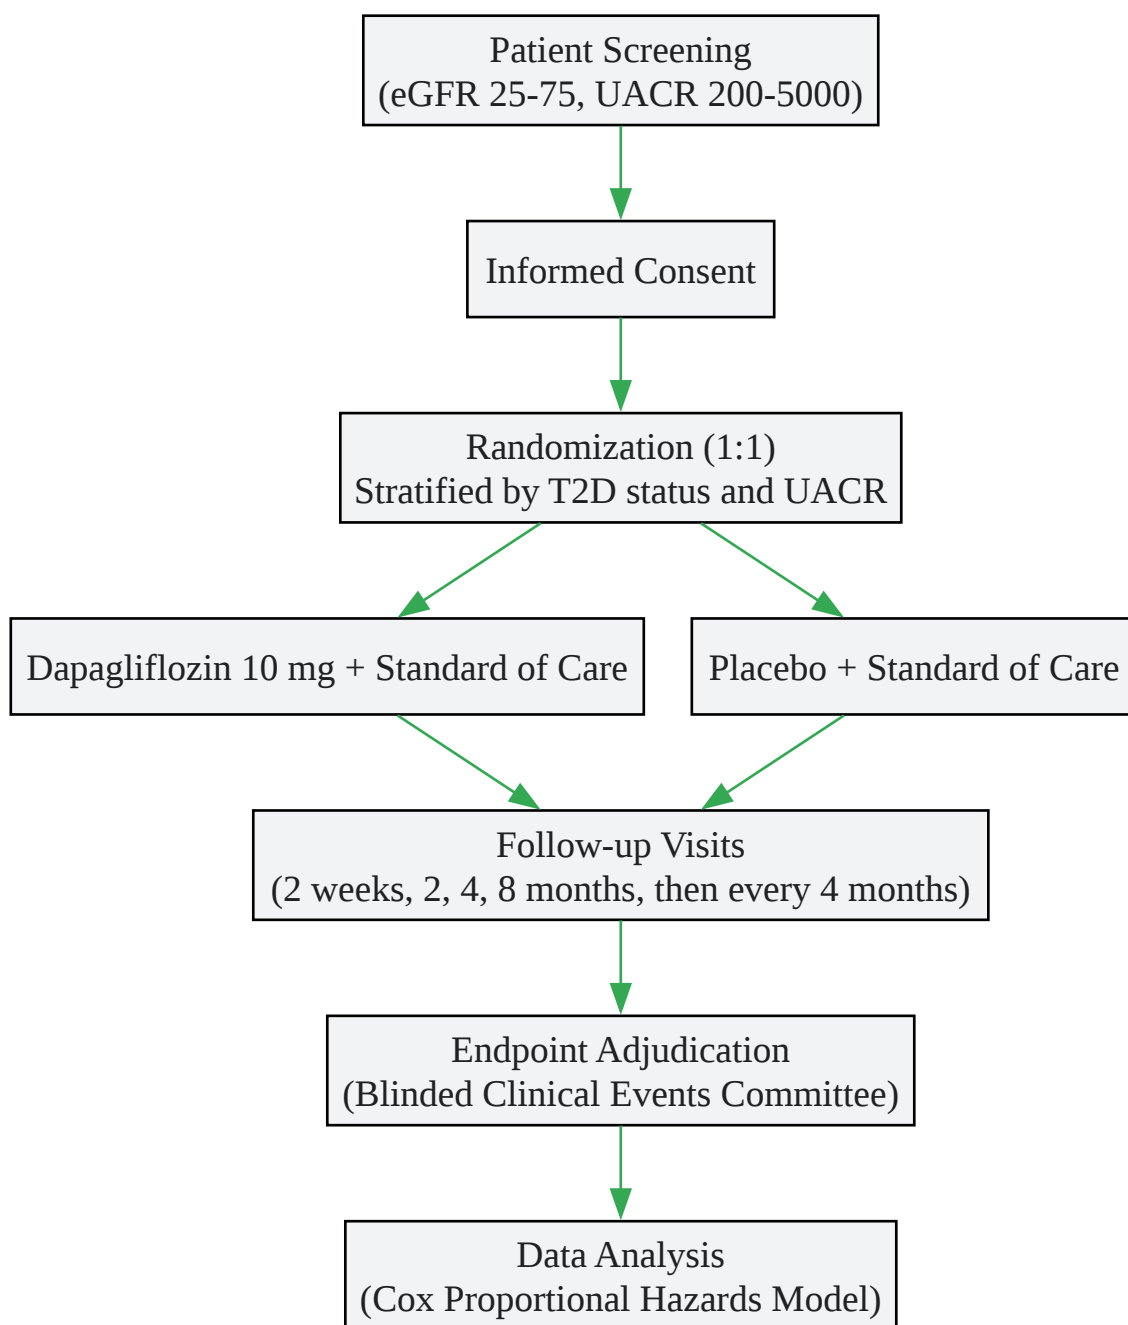 Patient Screening
(eGFR 25-75, UACR 200-5000)
Informed Consent
Randomization (1:1)
Stratified by T2D status and UACR
Dapagliflozin 10 mg + Standard of Care
Placebo + Standard of Care
Follow-up Visits
(2 weeks, 2, 4, 8 months, then every 4 months)
Endpoint Adjudication
(Blinded Clinical Events Committee)
Data Analysis
(Cox Proportional Hazards Model)